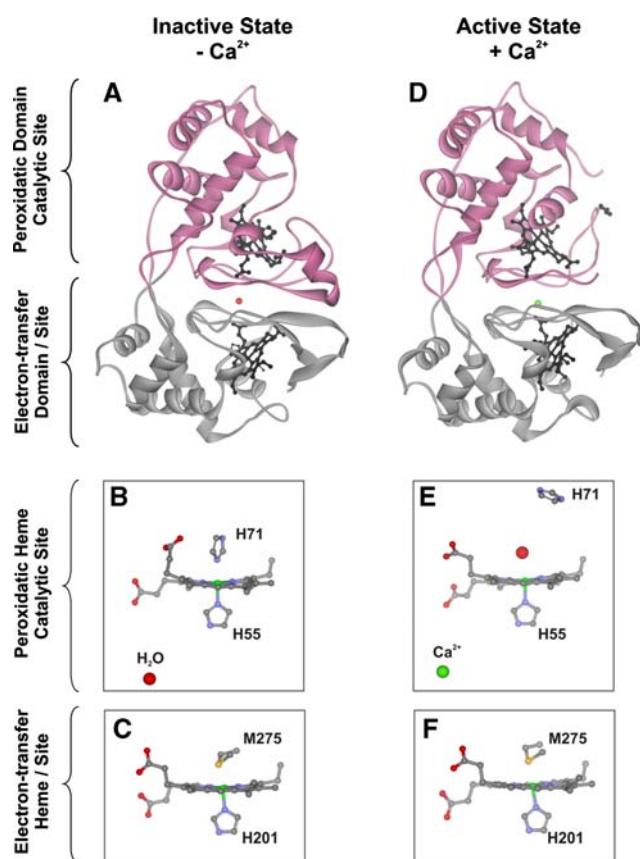 Inactive State
- Ca²⁺
Active State
+ Ca²⁺
Peroxidatic Domain
Catalytic Site
A
D
Electron-transfer
Domain / Site
Peroxidatic Heme
Catalytic Site
B
H71
H55
H₂O
E
H71
H55
Ca²⁺
Electron-transfer
Heme / Site
C
M275
H201
F
M275
H201